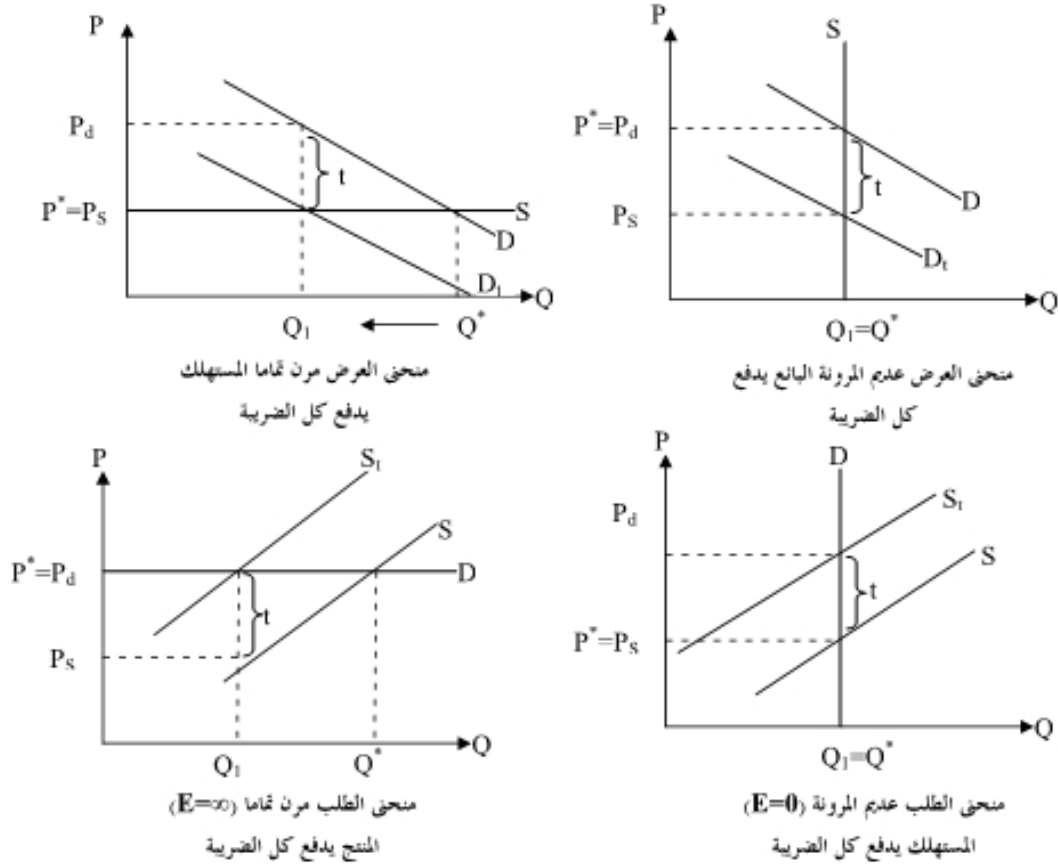 P
S
P*=Pd
PS
t
D
Dt
Q
Q1=Q*
منحنى العرض عديم المرونة البائع يدفع
كل الضريبة
P
Pd
P*=PS
t
S
D
Dt
Q
Q1
Q*
منحنى العرض مرن تماما المستهلك
يدفع كل الضريبة
P
D
St
S
Pd
P*=PS
t
Q
Q1=Q*
منحنى الطلب عديم المرونة (E=0)
المستهلك يدفع كل الضريبة
P
St
S
P*=Pd
D
t
PS
Q
Q1
Q*
منحنى الطلب مرن تماما (E=∞)
المنتج يدفع كل الضريبة